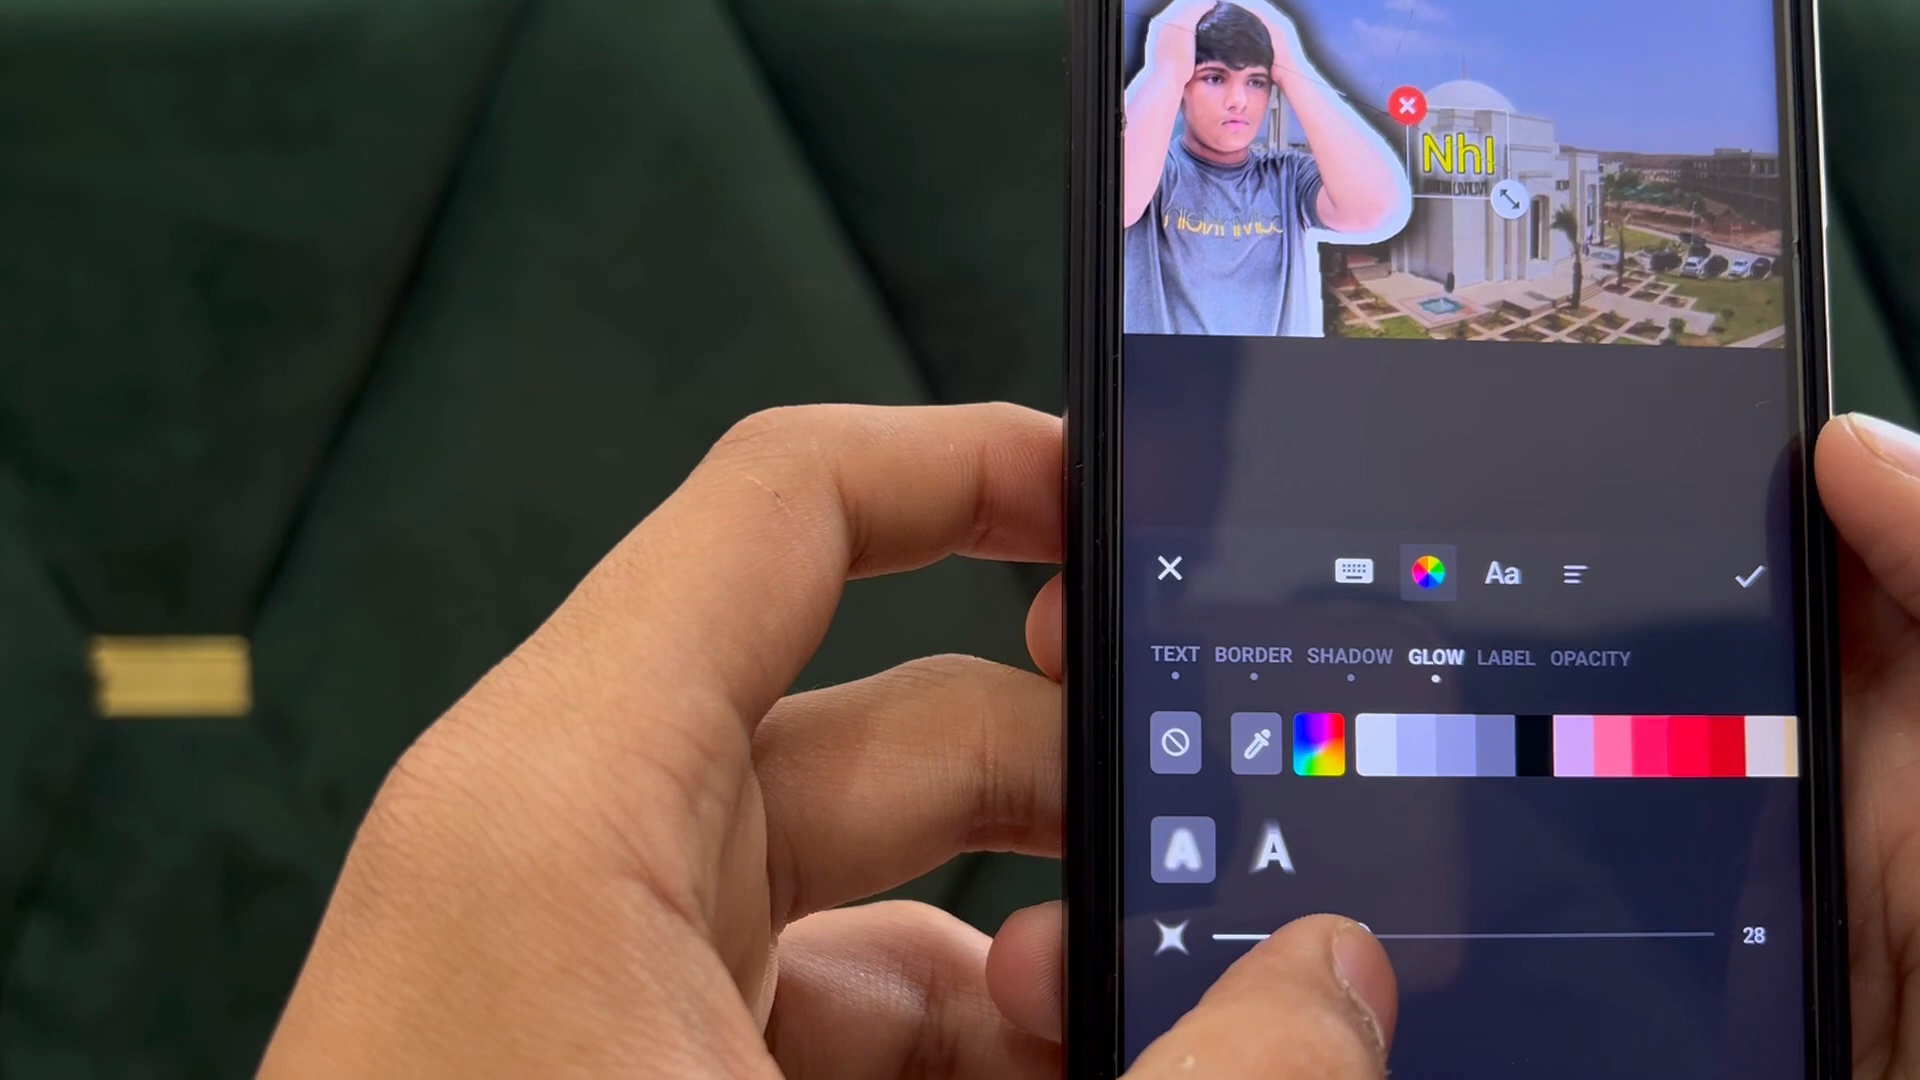 Nhl
Aa
TEXT BORDER SHADOW GLOW LABEL OPACITY
A A
28